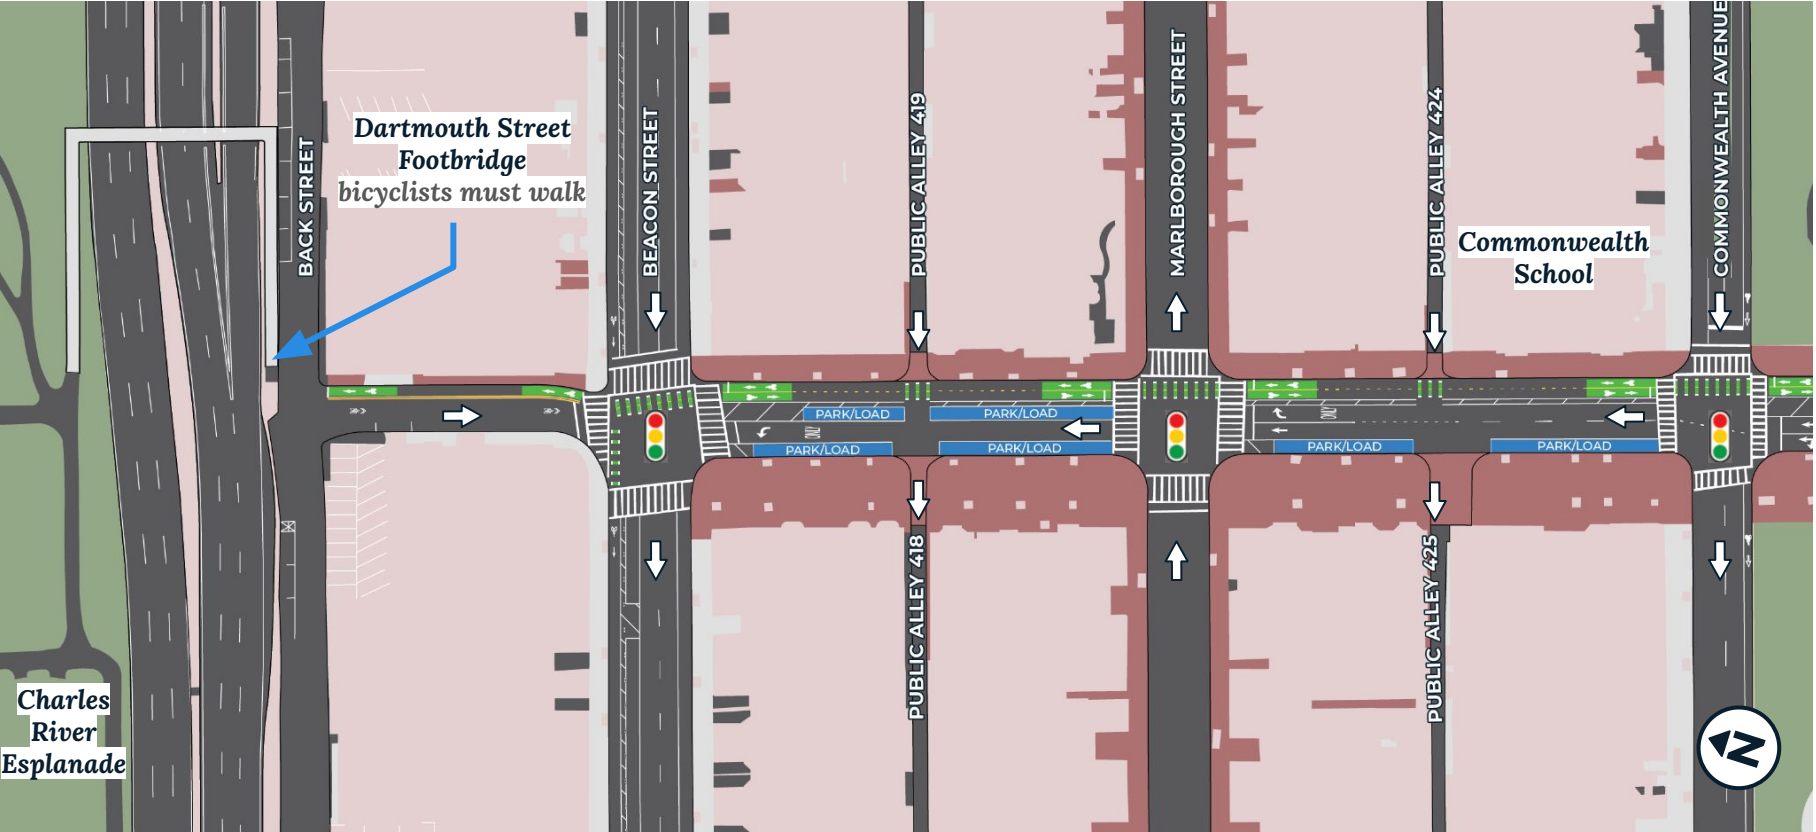 Dartmouth Street
Footbridge
bicyclists must walk
BACK STREET
BEACON STREET
PUBLIC ALLEY 419
MARLBOROUGH STREET
PUBLIC ALLEY 424
COMMONWEALTH AVENUE
Commonwealth
School
PARK/LOAD
PARK/LOAD
ONLY
ONLY
PARK/LOAD
PARK/LOAD
PARK/LOAD
PARK/LOAD
PUBLIC ALLEY 418
PUBLIC ALLEY 425
Charles
River
Esplanade
N